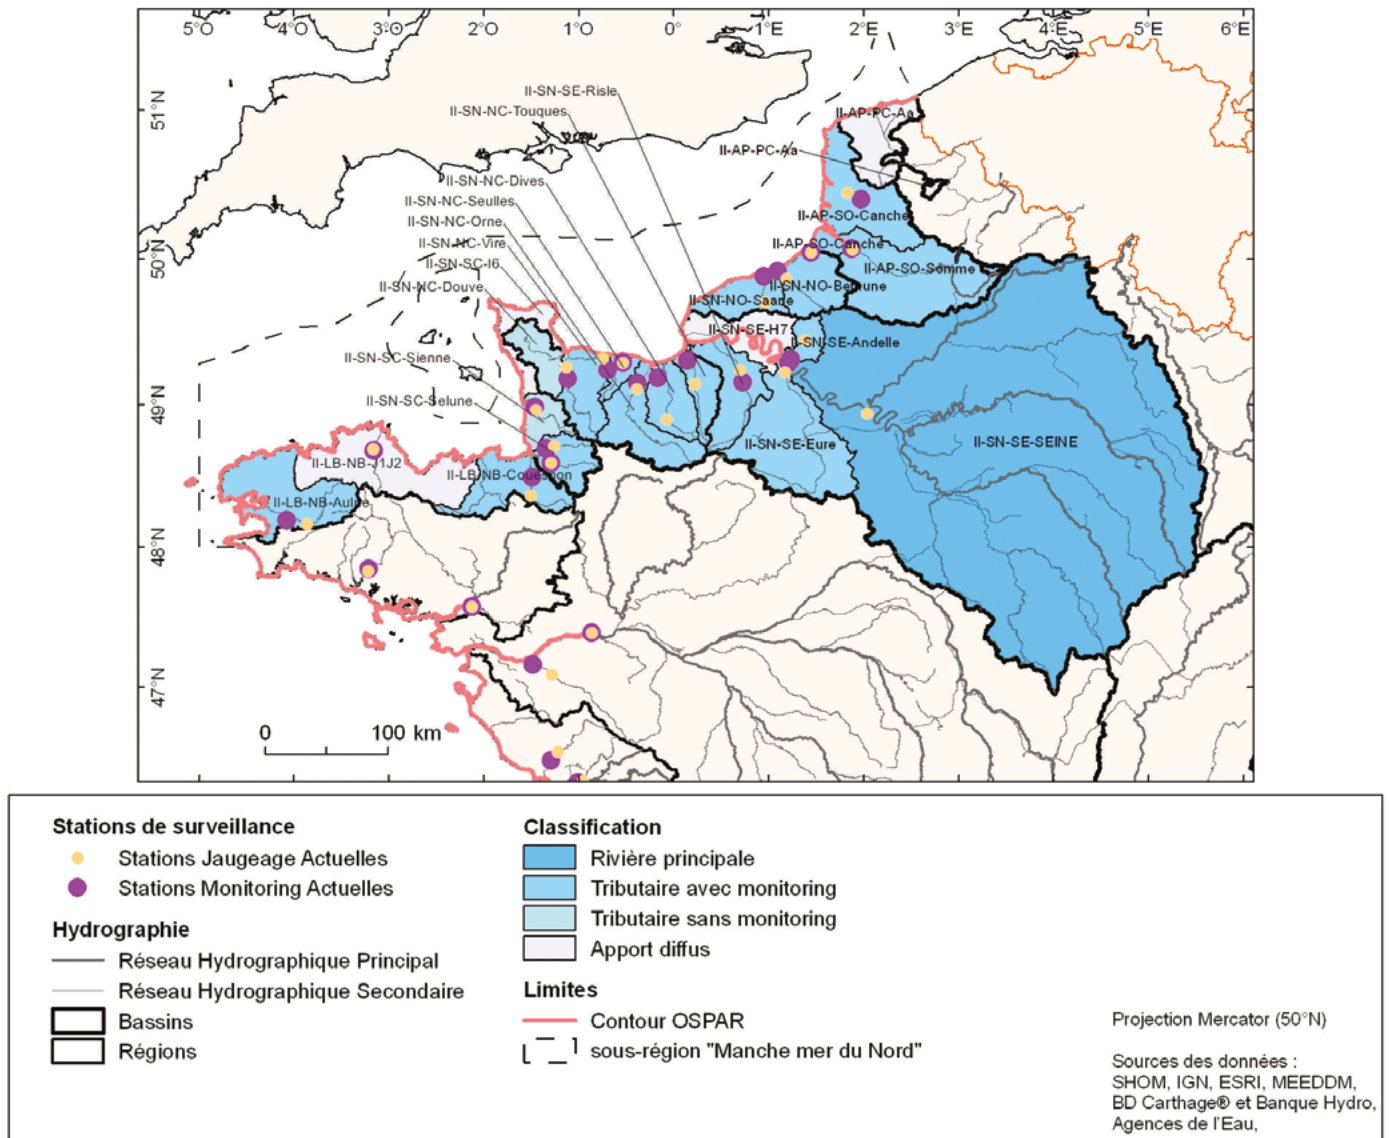 5°O 4°O 3°O 2°O 1°O 0° 1°E 2°E 3°E 4°E 5°E 6°E
51°N
50°N
49°N
48°N
47°N
II-SN-SE-Risle
II-SN-NC-Touques
II-AP-PC-Aa
II-AP-PC-Aa
II-SN-NC-Dives
II-SN-NC-Seulles
II-SN-NC-Orne
II-SN-NC-Vire
II-SN-SC-I6
II-SN-NC-Douve
II-AP-SO-Canche
II-AP-SO-Canche
II-AP-SO-Somme
II-SN-NO-Bethune
II-SN-NO-Saane
II-SN-SE-H7
II-SN-SE-Andelle
II-SN-SC-Sienne
II-SN-SC-Selune
II-SN-SE-Eure
II-SN-SE-SEINE
II-LB-NB-J1J2
II-LB-NB-Couesnon
II-LB-NB-Aulne
0 100 km
Stations de surveillance
Stations Jaugeage Actuelles
Stations Monitoring Actuelles
Hydrographie
Réseau Hydrographique Principal
Réseau Hydrographique Secondaire
Bassins
Régions
Classification
Rivière principale
Tributaire avec monitoring
Tributaire sans monitoring
Apport diffus
Limites
Contour OSPAR
sous-région "Manche mer du Nord"
Projection Mercator (50°N)
Sources des données :
SHOM, IGN, ESRI, MEEDDM,
BD Carthage® et Banque Hydro,
Agences de l'Eau,